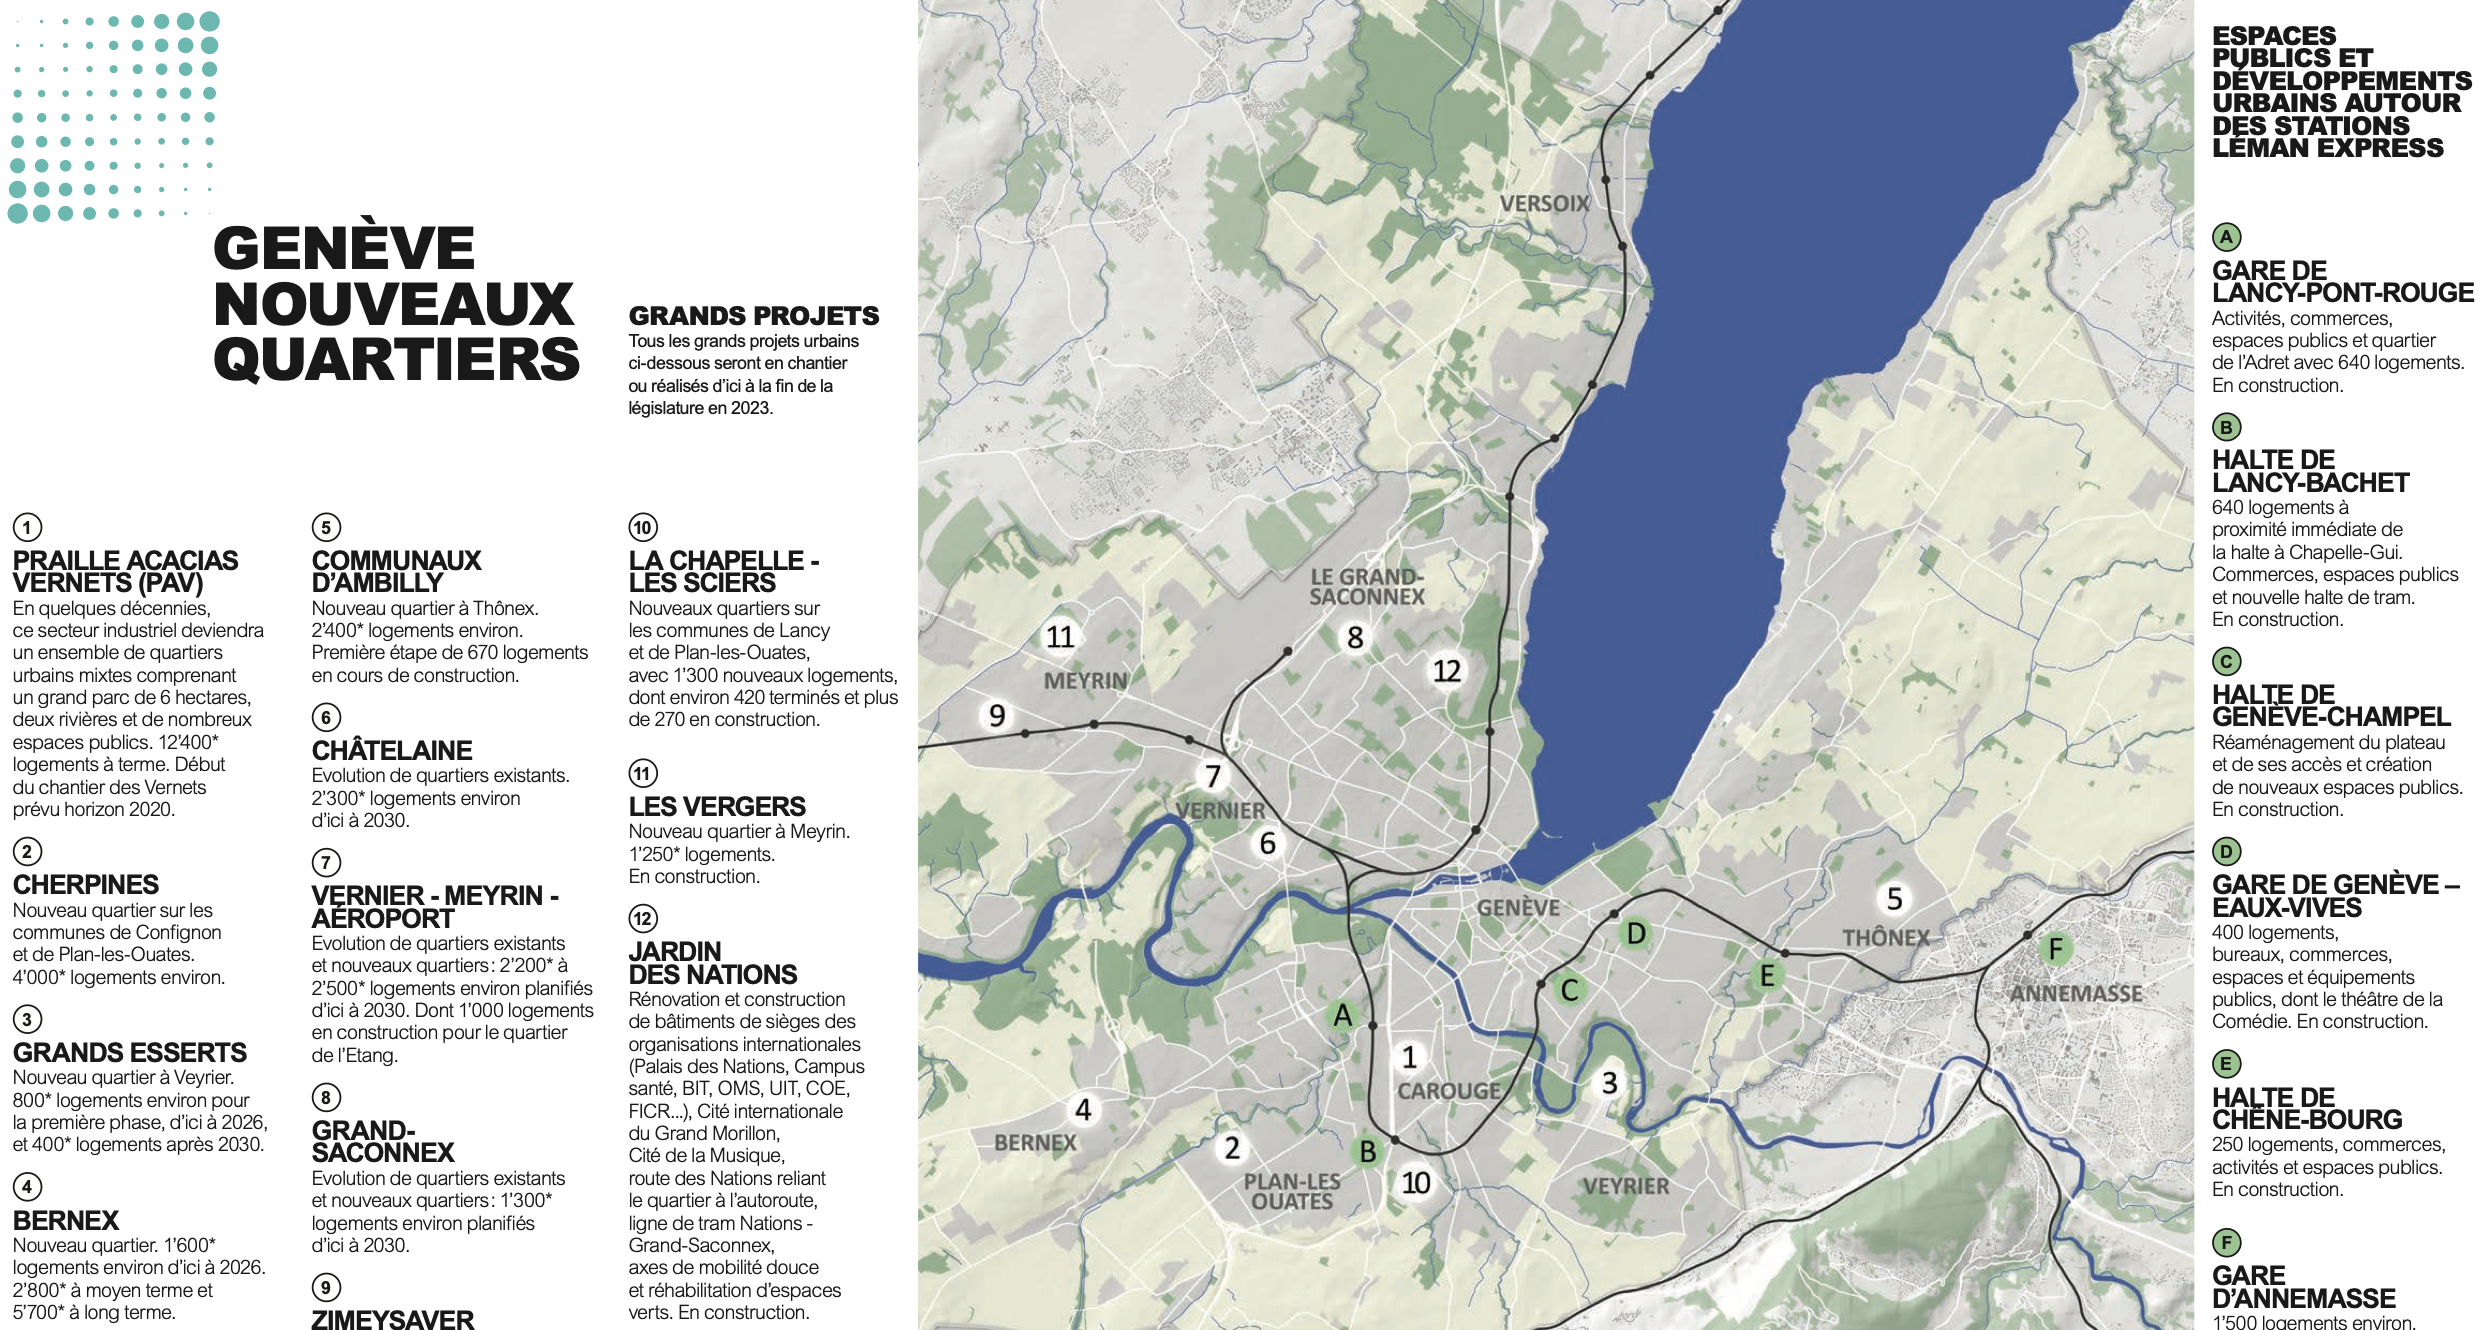 GENÈVE
NOUVEAUX
QUARTIERS
GRANDS PROJETS
Tous les grands projets urbains
ci-dessous seront en chantier
ou réalisés d’ici à la fin de la
législature en 2023.
1
PRAILLE ACACIAS
VERNETS (PAV)
En quelques décennies,
ce secteur industriel deviendra
un ensemble de quartiers
urbains mixtes comprenant
un grand parc de 6 hectares,
deux rivières et de nombreux
espaces publics. 12’400*
logements à terme. Début
du chantier des Vernets
prévu horizon 2020.
2
CHERPINES
Nouveau quartier sur les
communes de Confignon
et de Plan-les-Ouates.
4’000* logements environ.
3
GRANDS ESSERTS
Nouveau quartier à Veyrier.
800* logements environ pour
la première phase, d’ici à 2026,
et 400* logements après 2030.
4
BERNEX
Nouveau quartier. 1’600*
logements environ d’ici à 2026.
2’800* à moyen terme et
5’700* à long terme.
5
COMMUNAUX
D’AMBILLY
Nouveau quartier à Thônex.
2’400* logements environ.
Première étape de 670 logements
en cours de construction.
6
CHÂTELAINE
Evolution de quartiers existants.
2’300* logements environ
d’ici à 2030.
7
VERNIER - MEYRIN -
AÉROPORT
Evolution de quartiers existants
et nouveaux quartiers : 2’200* à
2’500* logements environ planifiés
d’ici à 2030. Dont 1’000 logements
en construction pour le quartier
de l’Etang.
8
GRAND-
SACONNEX
Evolution de quartiers existants
et nouveaux quartiers : 1’300*
logements environ planifiés
d’ici à 2030.
9
ZIMEYSAVER
10
LA CHAPELLE -
LES SCIERS
Nouveaux quartiers sur
les communes de Lancy
et de Plan-les-Ouates,
avec 1’300 nouveaux logements,
dont environ 420 terminés et plus
de 270 en construction.
11
LES VERGERS
Nouveau quartier à Meyrin.
1’250* logements.
En construction.
12
JARDIN
DES NATIONS
Rénovation et construction
de bâtiments de sièges des
organisations internationales
(Palais des Nations, Campus
santé, BIT, OMS, UIT, COE,
FICR...), Cité internationale
du Grand Morillon,
Cité de la Musique,
route des Nations reliant
le quartier à l’autoroute,
ligne de tram Nations -
Grand-Saconnex,
axes de mobilité douce
et réhabilitation d’espaces
verts. En construction.
VERSOIX
LE GRAND-
SACONNEX
11
8
12
MEYRIN
9
7
VERNIER
6
GENÈVE
5
D
THÔNEX
F
E
C
ANNEMASSE
A
1
CAROUGE
3
4
BERNEX
2
B
10
PLAN-LES
OUATES
VEYRIER
ESPACES
PUBLICS ET
DÉVELOPPEMENTS
URBAINS AUTOUR
DES STATIONS
LÉMAN EXPRESS
A
GARE DE
LANCY-PONT-ROUGE
Activités, commerces,
espaces publics et quartier
de l’Adret avec 640 logements.
En construction.
B
HALTE DE
LANCY-BACHET
640 logements à
proximité immédiate de
la halte à Chapelle-Gui.
Commerces, espaces publics
et nouvelle halte de tram.
En construction.
C
HALTE DE
GENÈVE-CHAMPEL
Réaménagement du plateau
et de ses accès et création
de nouveaux espaces publics.
En construction.
D
GARE DE GENÈVE –
EAUX-VIVES
400 logements,
bureaux, commerces,
espaces et équipements
publics, dont le théâtre de la
Comédie. En construction.
E
HALTE DE
CHÊNE-BOURG
250 logements, commerces,
activités et espaces publics.
En construction.
F
GARE
D’ANNEMASSE
1’500 logements environ.